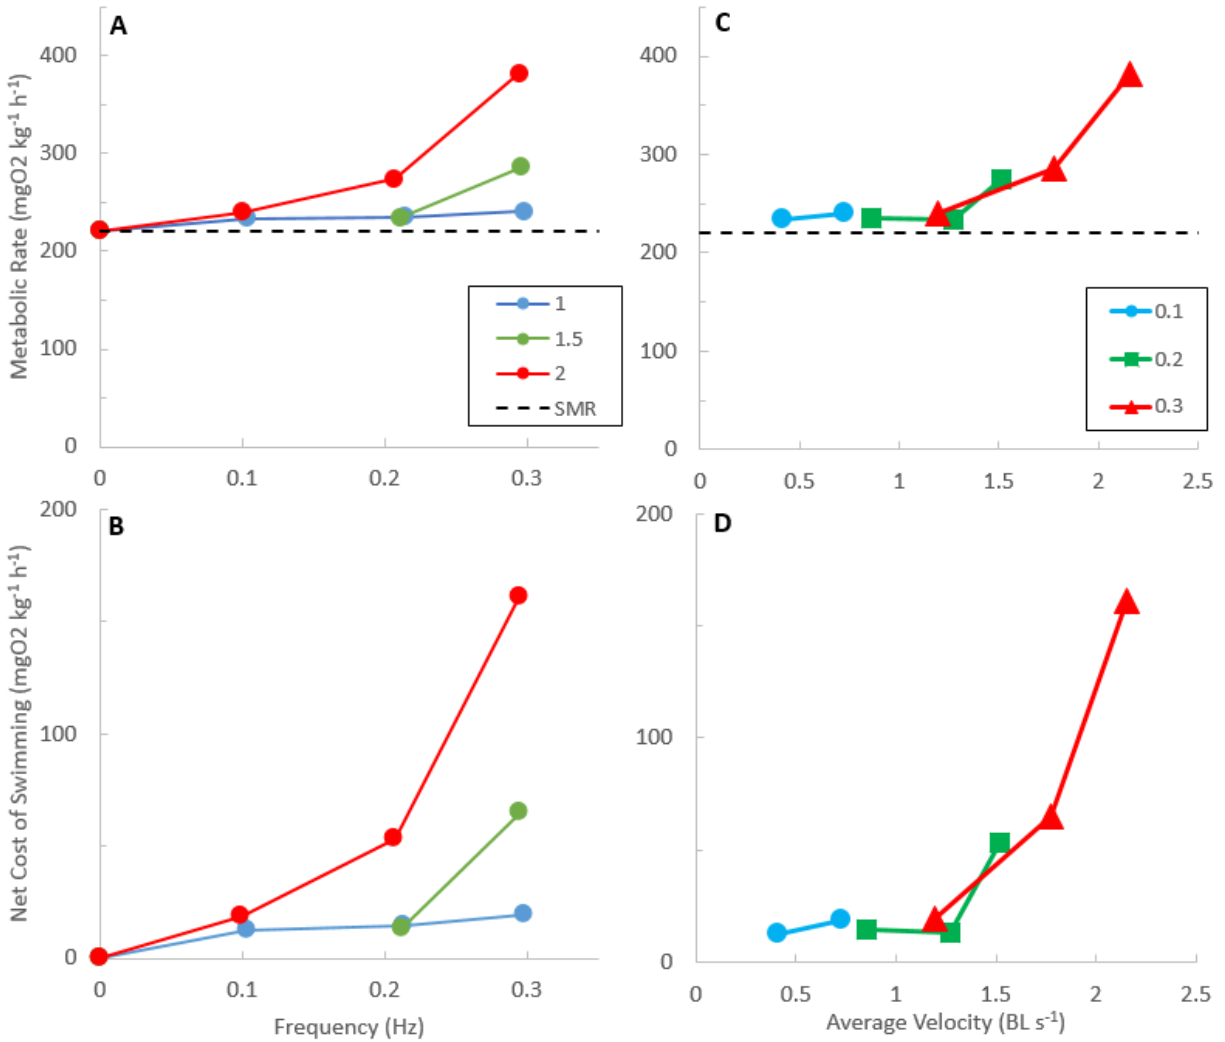 A
400
300
200
100
0
Metabolic Rate (mgO2 kg-1 h-1)
1
1.5
2
SMR
0 0.1 0.2 0.3
C
400
300
200
100
0
0.1
0.2
0.3
0 0.5 1 1.5 2 2.5
B
200
100
0
Net Cost of Swimming (mgO2 kg-1 h-1)
0 0.1 0.2 0.3
Frequency (Hz)
D
200
100
0
0 0.5 1 1.5 2 2.5
Average Velocity (BL s-1)